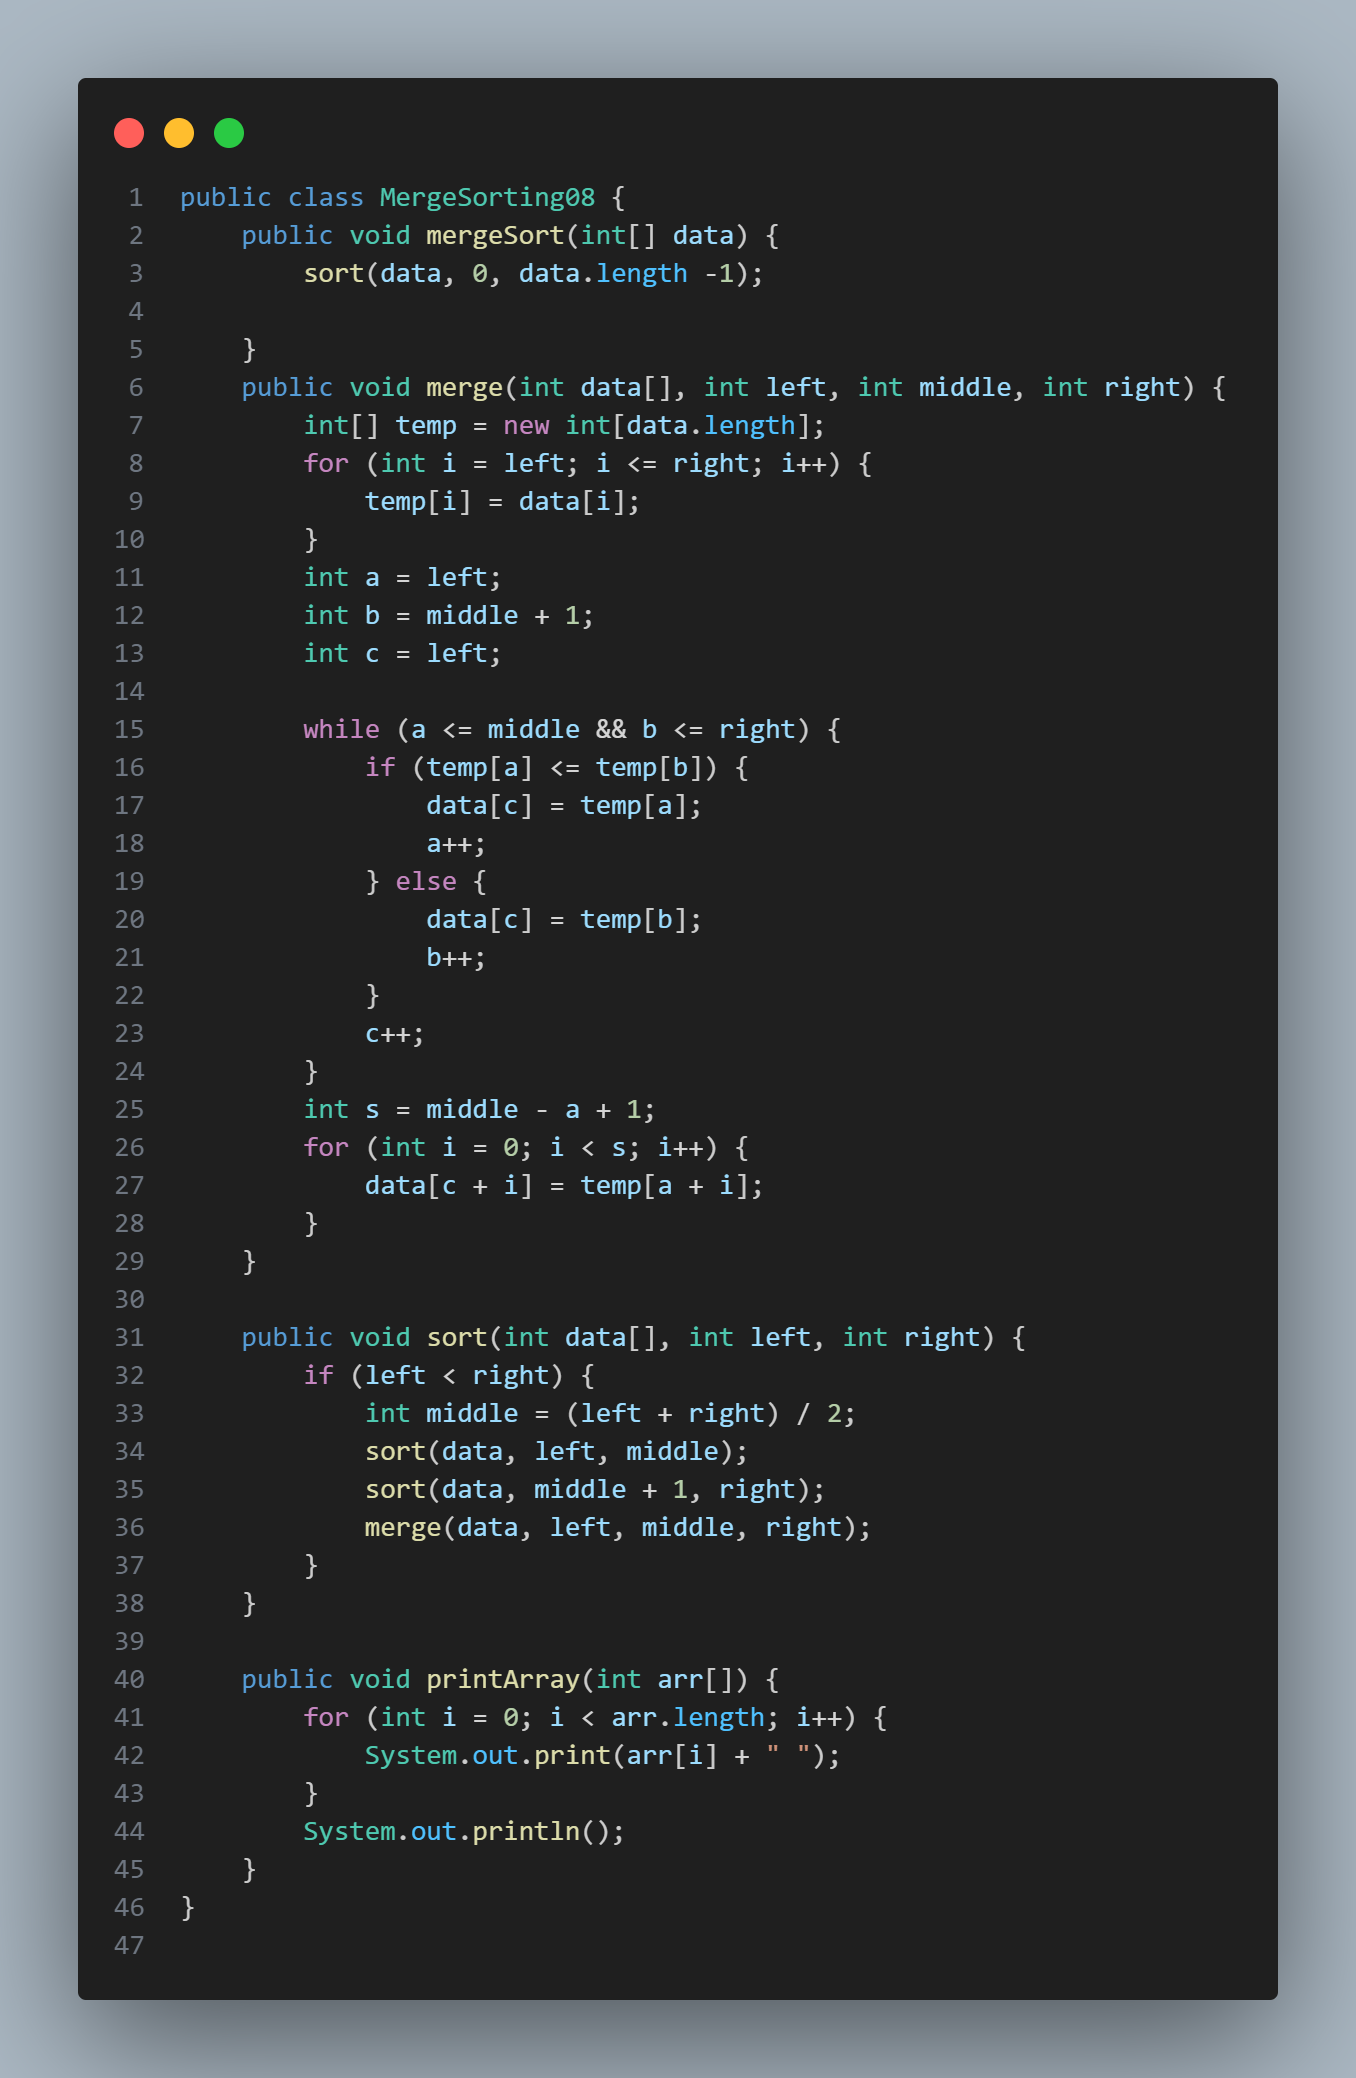 1 public class MergeSorting08 {
2     public void mergeSort(int[] data) {
3         sort(data, 0, data.length -1);
4
5     }
6     public void merge(int data[], int left, int middle, int right) {
7         int[] temp = new int[data.length];
8         for (int i = left; i <= right; i++) {
9             temp[i] = data[i];
10         }
11         int a = left;
12         int b = middle + 1;
13         int c = left;
14
15         while (a <= middle && b <= right) {
16             if (temp[a] <= temp[b]) {
17                 data[c] = temp[a];
18                 a++;
19             } else {
20                 data[c] = temp[b];
21                 b++;
22             }
23             c++;
24         }
25         int s = middle - a + 1;
26         for (int i = 0; i < s; i++) {
27             data[c + i] = temp[a + i];
28         }
29     }
30
31     public void sort(int data[], int left, int right) {
32         if (left < right) {
33             int middle = (left + right) / 2;
34             sort(data, left, middle);
35             sort(data, middle + 1, right);
36             merge(data, left, middle, right);
37         }
38     }
39
40     public void printArray(int arr[]) {
41         for (int i = 0; i < arr.length; i++) {
42             System.out.print(arr[i] + " ");
43         }
44         System.out.println();
45     }
46 }
47